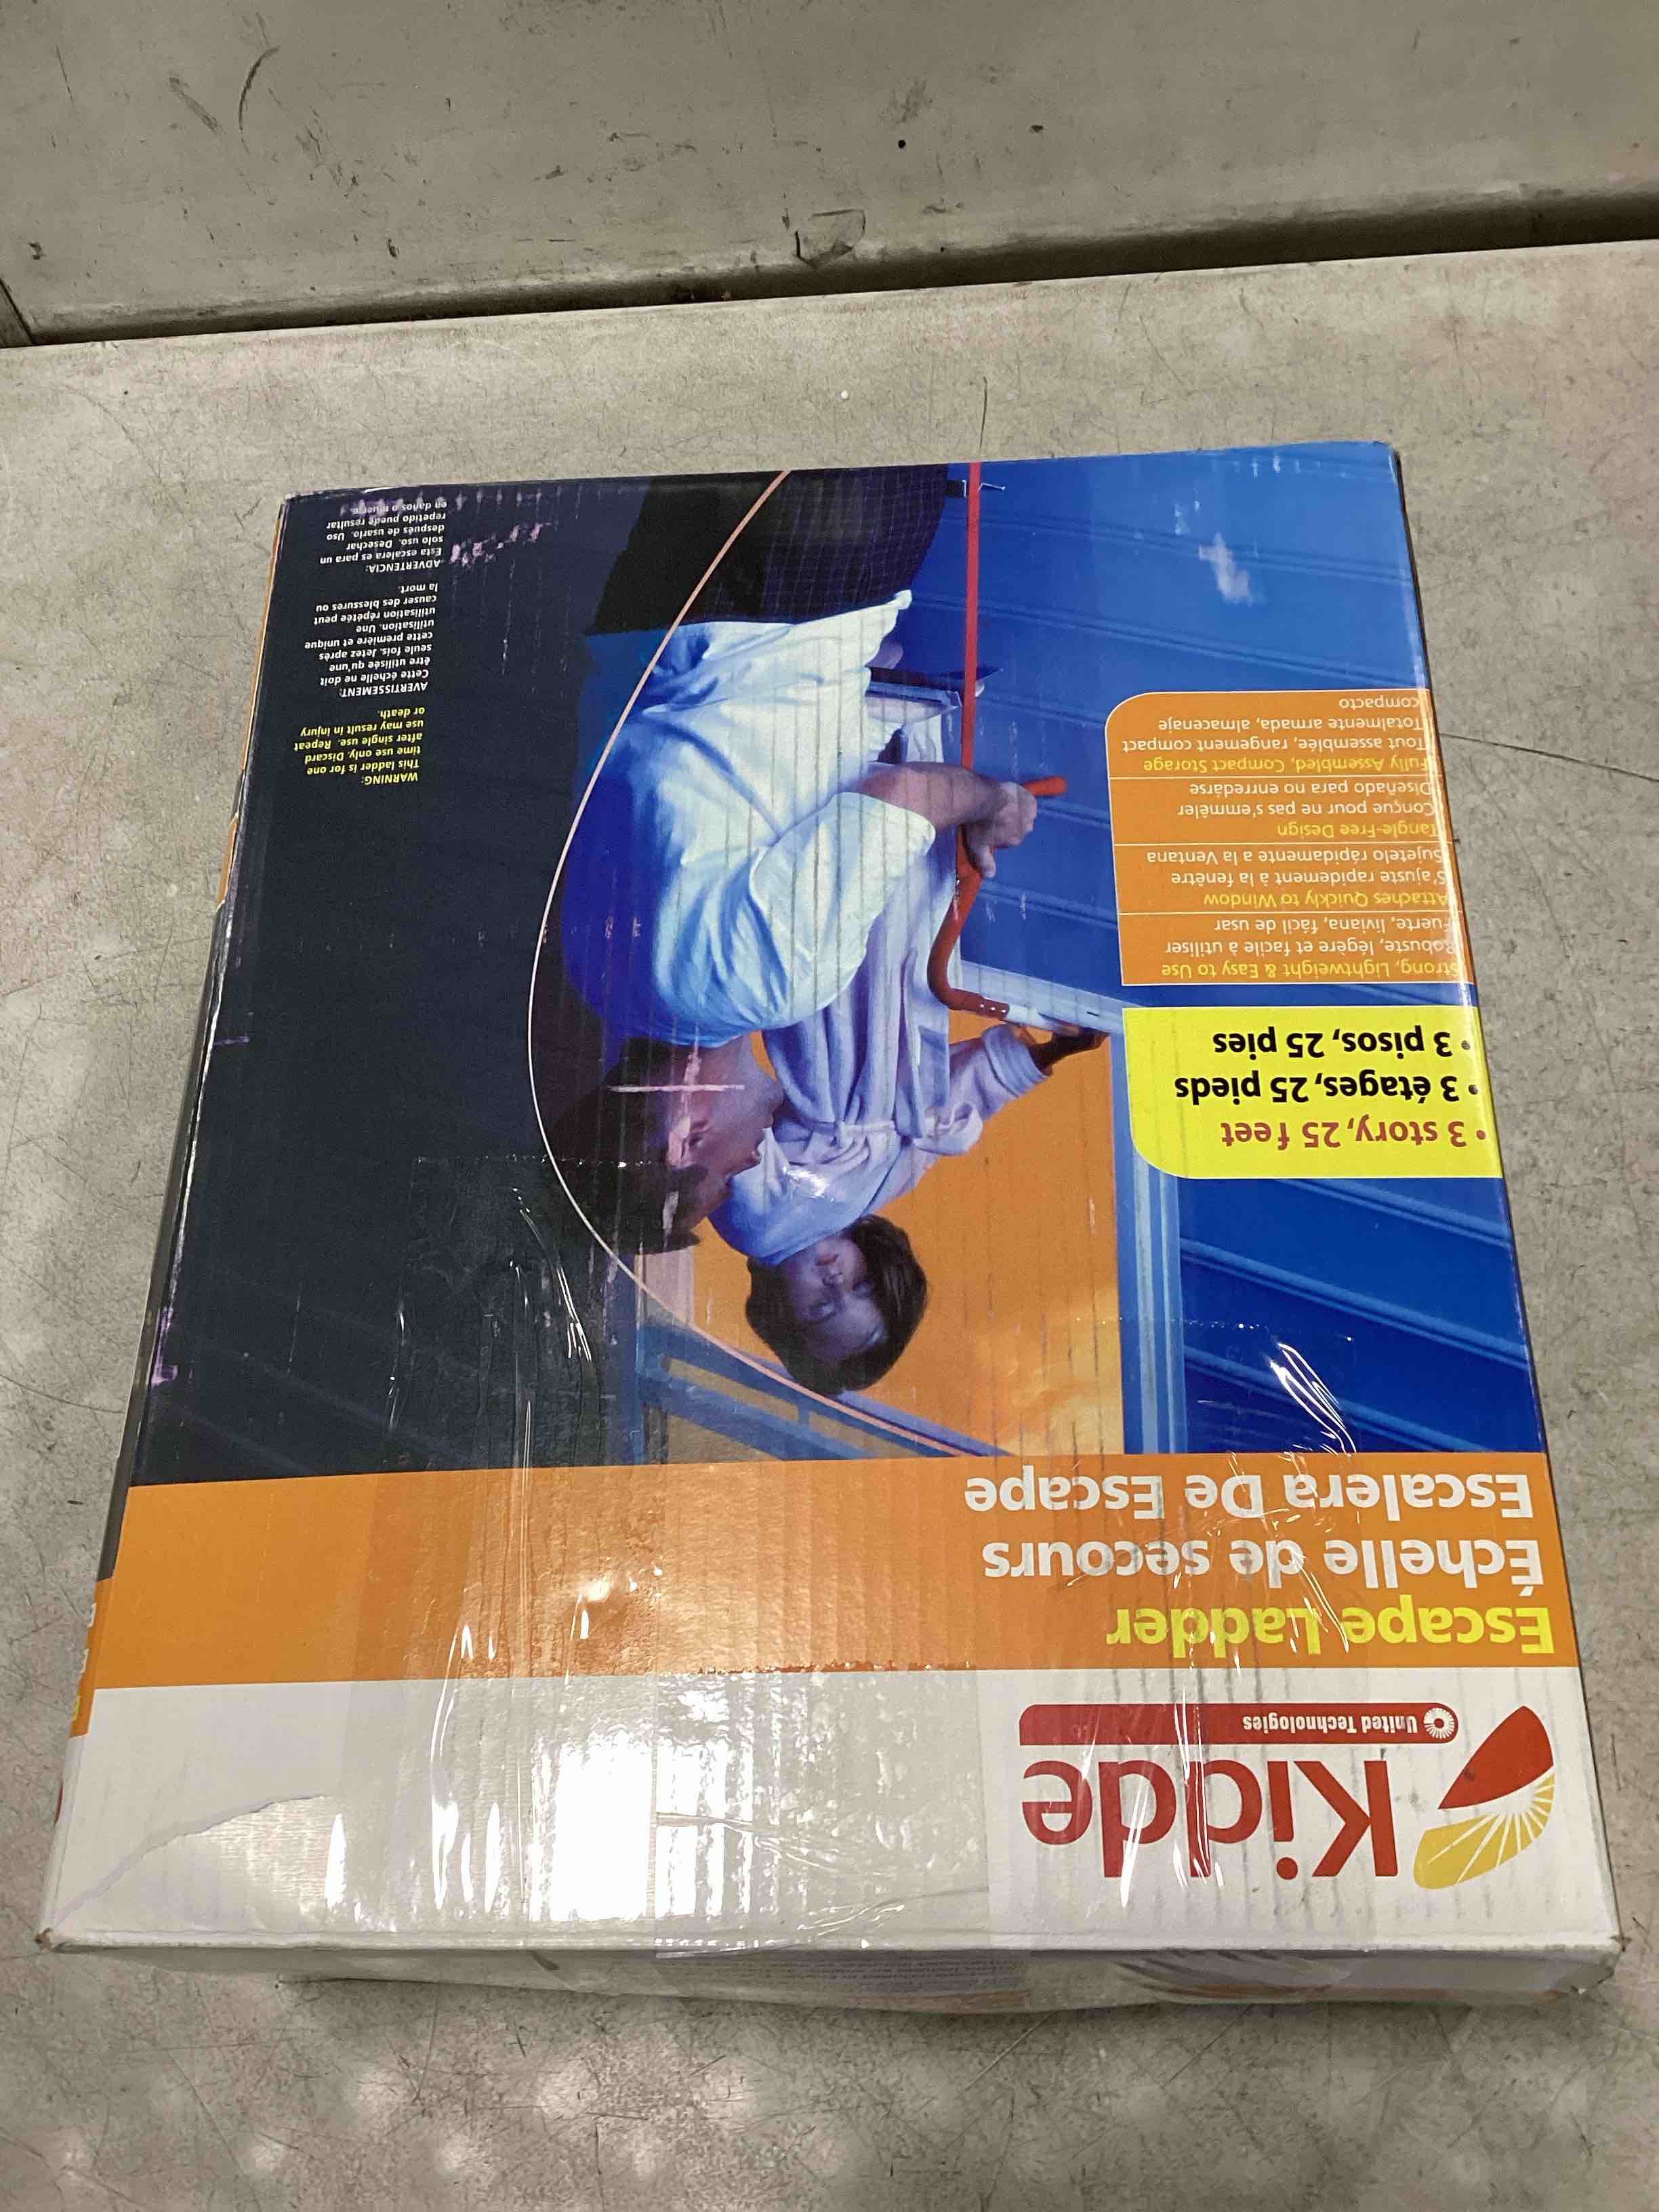 Kidde
United Technologies
Escape Ladder
Échelle de secours
Escalera De Escape
• 3 story, 25 feet
• 3 étages, 25 pieds
• 3 pisos, 25 pies
Strong, Lightweight & Easy to Use
Robuste, légère et facile à utiliser
Fuerte, liviana, fácil de usar
Attaches Quickly to Window
S'ajuste rapidement à la fenêtre
Sujetelo rápidamente a la Ventana
Tangle-Free Design
Conçue pour ne pas s'emmêler
Diseñado para no enrredarse
Fully Assembled, Compact Storage
Tout assemblée, rangement compact
Totalmente armada, almacenaje
compacto
WARNING:
This ladder is for one
time use only. Discard
after single use. Repeat
use may result in injury
or death.
AVERTISSEMENT:
Cette échelle ne doit
être utilisée qu'une
seule fois. Jetez après
cette première et unique
utilisation. Une
utilisation répétée peut
causer des blessures ou
la mort.
ADVERTENCIA:
Esta escalera es para un
solo uso. Desechar
después de usarlo. Uso
repetido puede resultar
en daños o muerte.